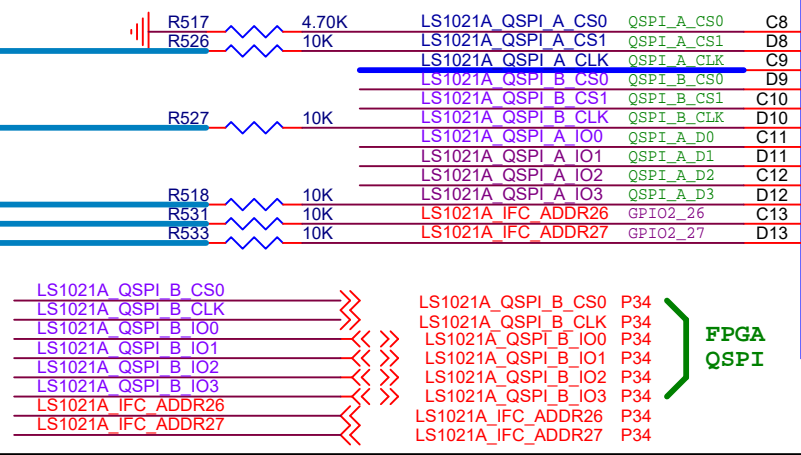 R517 4.70K LS1021A_QSPI_A_CS0 QSPI_A_CS0 C8
R526 10K LS1021A_QSPI_A_CS1 QSPI_A_CS1 D8
LS1021A_QSPI_A_CLK QSPI_A_CLK C9
LS1021A_QSPI_B_CS0 QSPI_B_CS0 D9
LS1021A_QSPI_B_CS1 QSPI_B_CS1 C10
R527 10K LS1021A_QSPI_B_CLK QSPI_B_CLK D10
LS1021A_QSPI_A_IO0 QSPI_A_D0 C11
LS1021A_QSPI_A_IO1 QSPI_A_D1 D11
LS1021A_QSPI_A_IO2 QSPI_A_D2 C12
R518 10K LS1021A_QSPI_A_IO3 QSPI_A_D3 D12
R531 10K LS1021A_IFC_ADDR26 GPIO2_26 C13
R533 10K LS1021A_IFC_ADDR27 GPIO2_27 D13
LS1021A_QSPI_B_CS0 LS1021A_QSPI_B_CS0 P34
LS1021A_QSPI_B_CLK LS1021A_QSPI_B_CLK P34
LS1021A_QSPI_B_IO0 LS1021A_QSPI_B_IO0 P34 FPGA
LS1021A_QSPI_B_IO1 LS1021A_QSPI_B_IO1 P34 QSPI
LS1021A_QSPI_B_IO2 LS1021A_QSPI_B_IO2 P34
LS1021A_QSPI_B_IO3 LS1021A_QSPI_B_IO3 P34
LS1021A_IFC_ADDR26 LS1021A_IFC_ADDR26 P34
LS1021A_IFC_ADDR27 LS1021A_IFC_ADDR27 P34